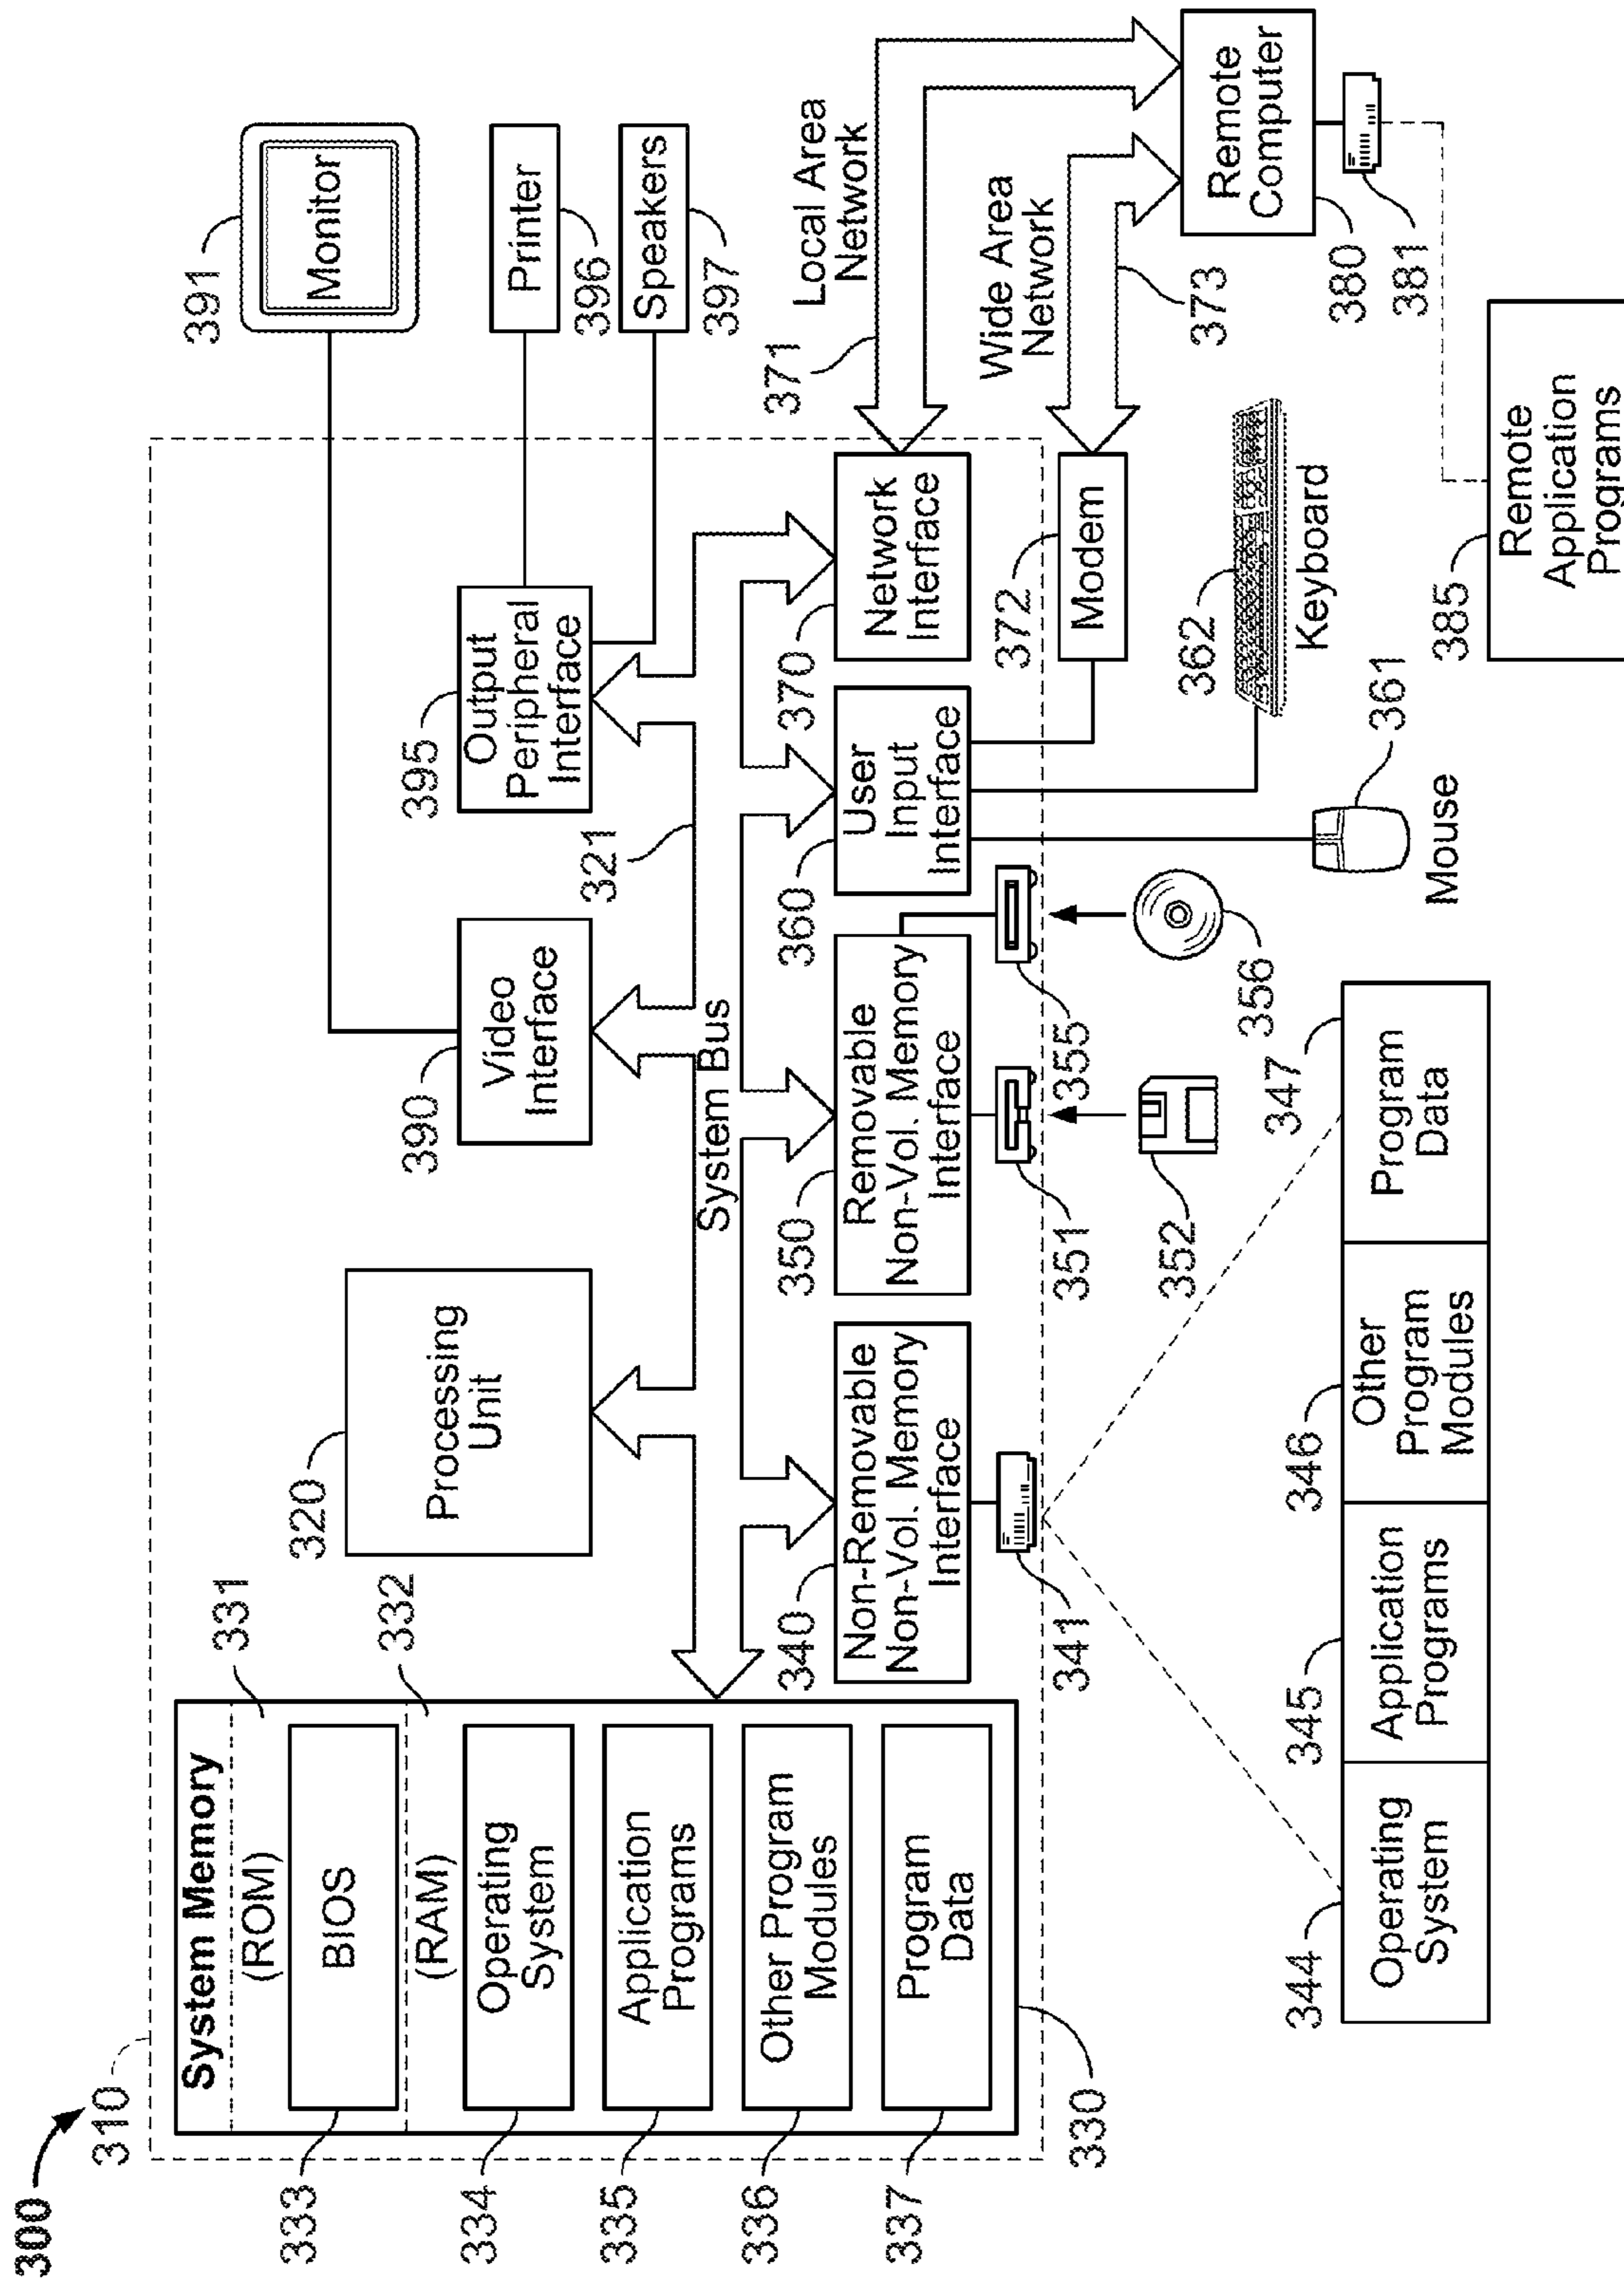 300
310
System Memory
(ROM)
331
BIOS
333
(RAM)
332
Operating
System
334
Application
Programs
335
Other Program
Modules
336
Program
Data
337
330
320
Processing
Unit
390
Video
Interface
395
Output
Peripheral
Interface
391
Monitor
Printer
396
Speakers
397
321
System Bus
340
Non-Removable
Non-Vol. Memory
Interface
350
Removable
Non-Vol. Memory
Interface
360
User
Input
Interface
370
Network
Interface
371
Local Area
Network
Wide Area
Network
373
372
Modem
341
351
355
352
356
362
Keyboard
361
Mouse
Remote
Computer
380
381
344
Operating
System
345
Application
Programs
346
Other
Program
Modules
347
Program
Data
385
Remote
Application
Programs